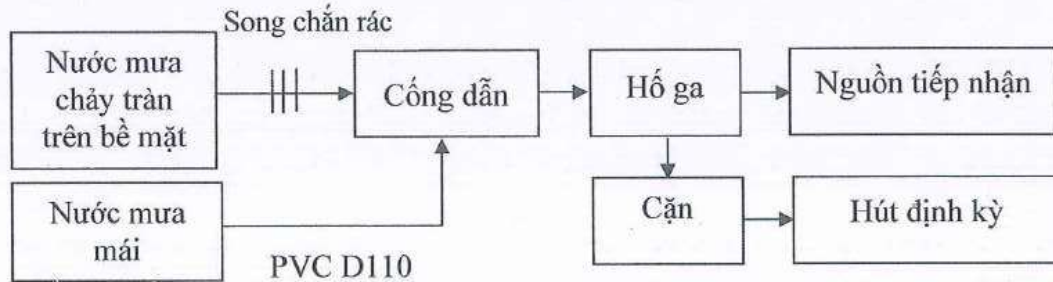 Song chắn rác
Nước mưa
chảy tràn
trên bề mặt
Cống dẫn
Hố ga
Nguồn tiếp nhận
Nước mưa
mái
PVC D110
Cặn
Hút định kỳ